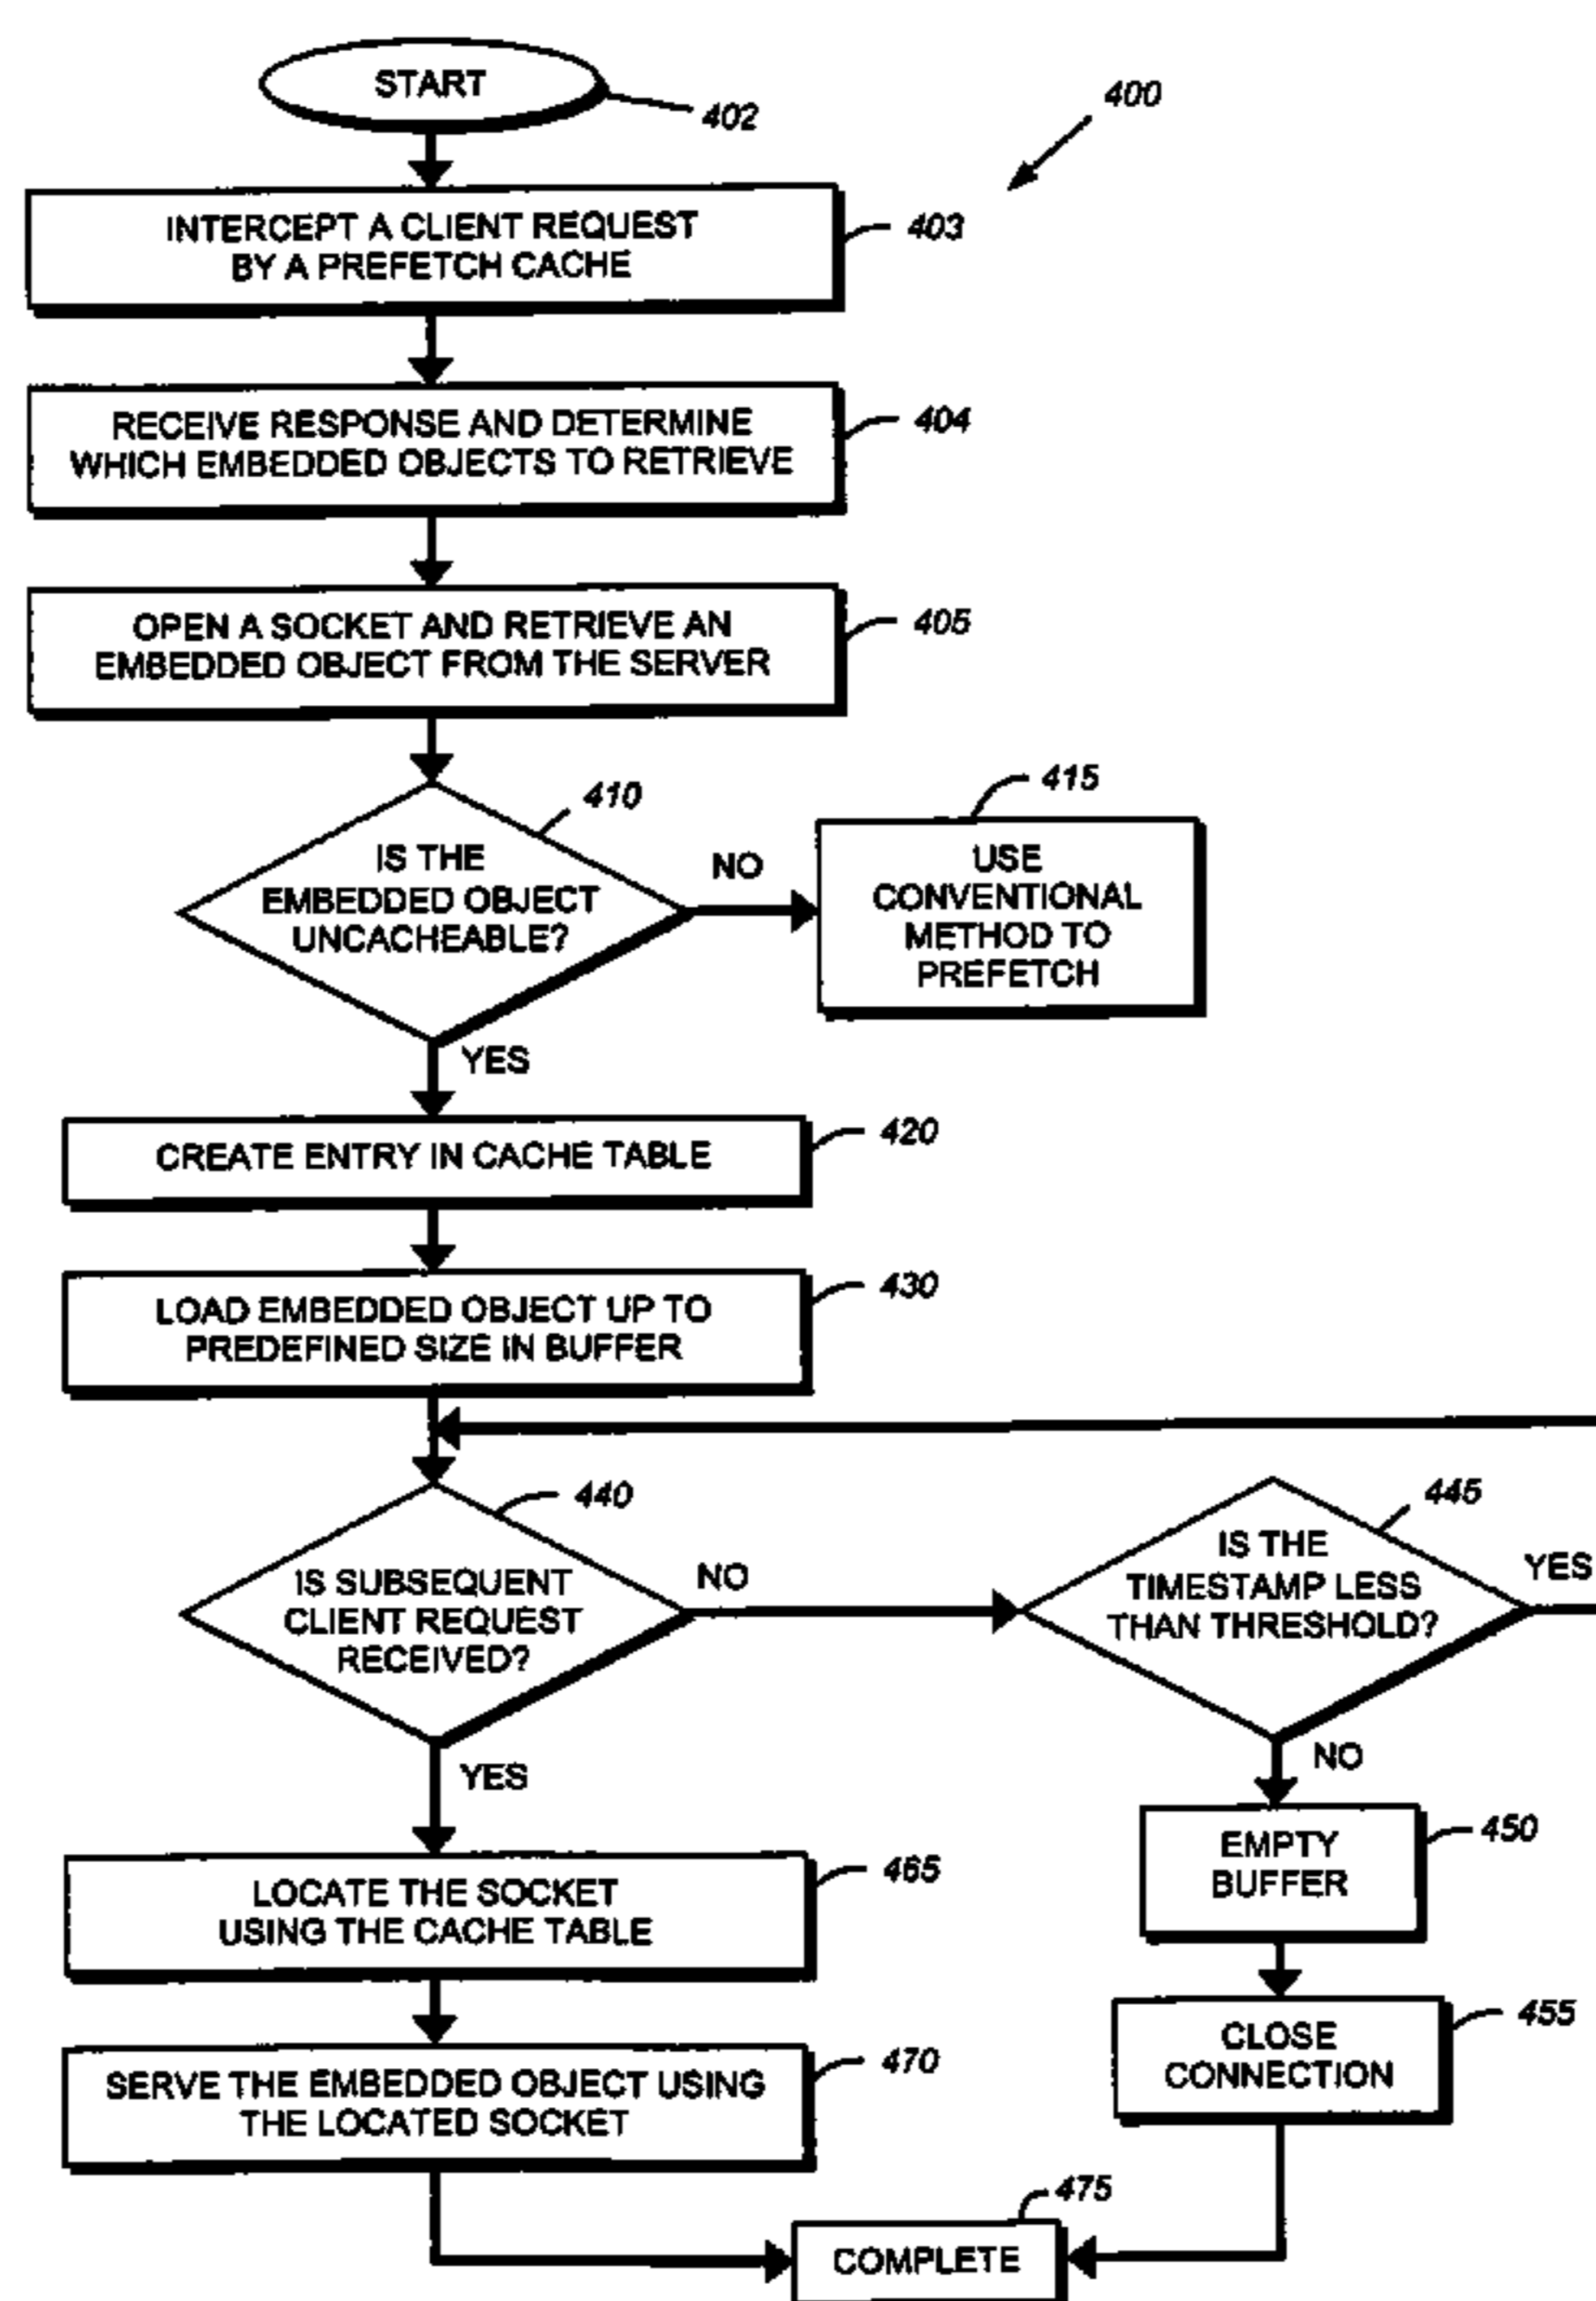 START
402
400
INTERCEPT A CLIENT REQUEST
BY A PREFETCH CACHE
403
RECEIVE RESPONSE AND DETERMINE
WHICH EMBEDDED OBJECTS TO RETRIEVE
404
OPEN A SOCKET AND RETRIEVE AN
EMBEDDED OBJECT FROM THE SERVER
405
410
IS THE
EMBEDDED OBJECT
UNCACHEABLE?
NO
415
USE
CONVENTIONAL
METHOD TO
PREFETCH
YES
CREATE ENTRY IN CACHE TABLE
420
LOAD EMBEDDED OBJECT UP TO
PREDEFINED SIZE IN BUFFER
430
440
IS SUBSEQUENT
CLIENT REQUEST
RECEIVED?
NO
445
IS THE
TIMESTAMP LESS
THAN THRESHOLD?
YES
NO
YES
EMPTY
BUFFER
450
LOCATE THE SOCKET
USING THE CACHE TABLE
465
CLOSE
CONNECTION
455
SERVE THE EMBEDDED OBJECT USING
THE LOCATED SOCKET
470
475
COMPLETE